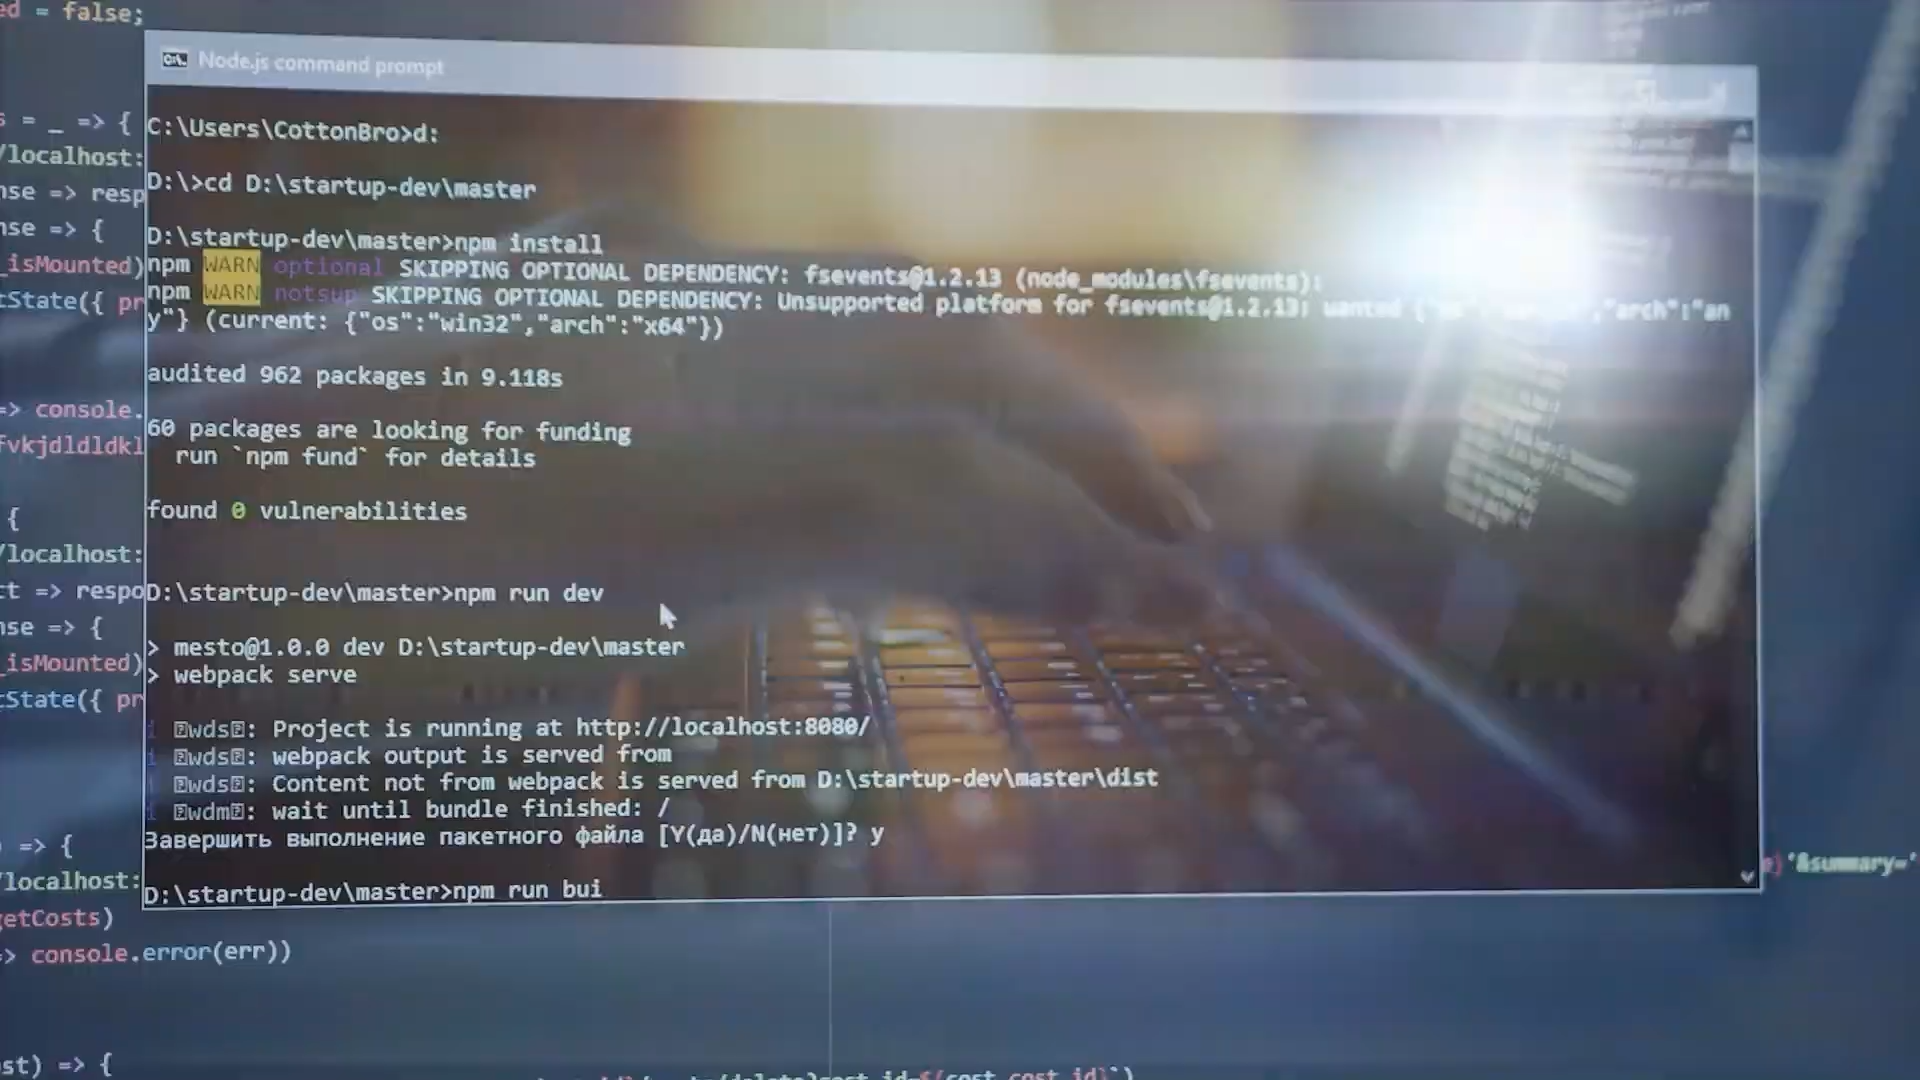 ed = false;
Node.js command prompt
s = _ => {
C:\Users\CottonBro>d:
/localhost:
nse => resp
D:\>cd D:\startup-dev\master
nse => {
D:\startup-dev\master>npm install
_isMounted)
npm WARN optional SKIPPING OPTIONAL DEPENDENCY: fsevents@1.2.13 (node_modules\fsevents):
tState({ pr
npm WARN notsup SKIPPING OPTIONAL DEPENDENCY: Unsupported platform for fsevents@1.2.13: wanted ,"arch":"an
y"} (current: {"os":"win32","arch":"x64"})
audited 962 packages in 9.118s
=> console.
60 packages are looking for funding
fvkjdldldkl
run `npm fund` for details
found 0 vulnerabilities
{
/localhost:
ct => respo
D:\startup-dev\master>npm run dev
nse => {
> mesto@1.0.0 dev D:\startup-dev\master
_isMounted)
> webpack serve
tState({ pr
i ⍰wds⍰: Project is running at http://localhost:8080/
i ⍰wds⍰: webpack output is served from
i ⍰wds⍰: Content not from webpack is served from D:\startup-dev\master\dist
i ⍰wdm⍰: wait until bundle finished: /
Завершить выполнение пакетного файла [Y(да)/N(нет)]? y
=> {
/localhost:
D:\startup-dev\master>npm run bui
'&summary='
getCosts)
=> console.error(err))
st) => {